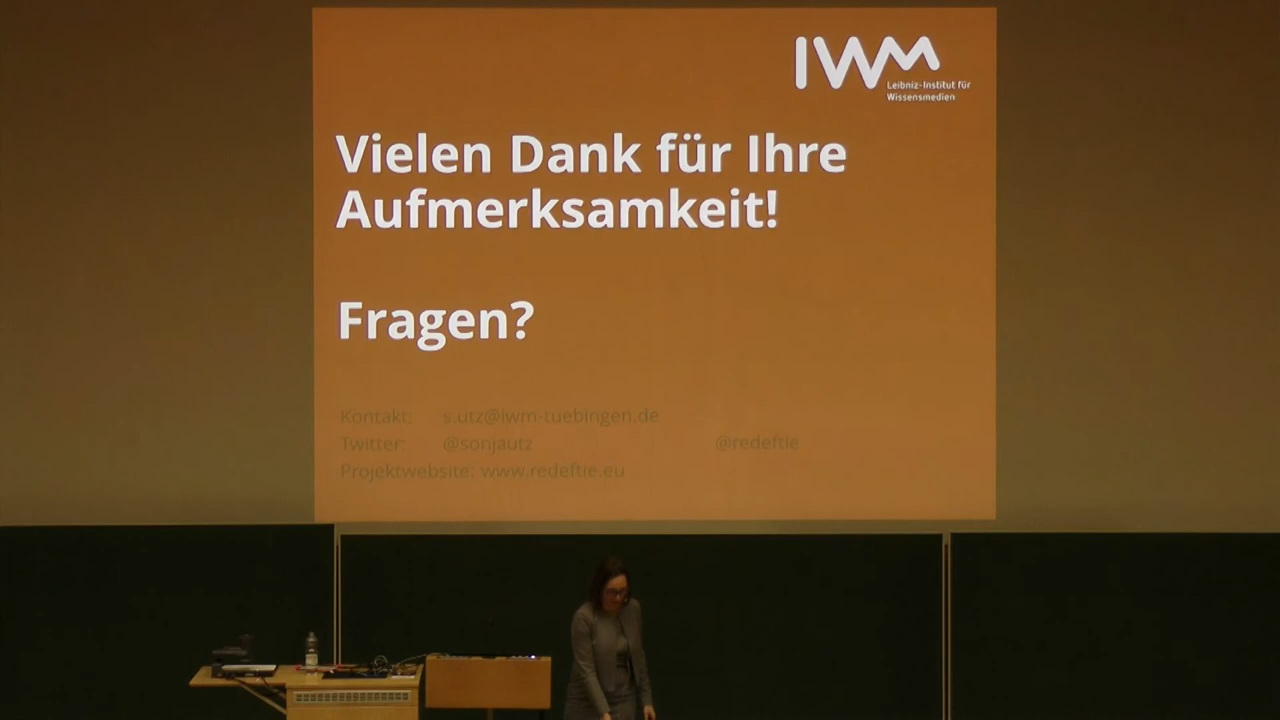 IWM
Leibniz-Institut für
Wissensmedien
Vielen Dank für Ihre
Aufmerksamkeit!
Fragen?
Kontakt: s.utz@iwm-tuebingen.de
Twitter: @sonjautz @redeftie
Projektwebsite: www.redeftie.eu